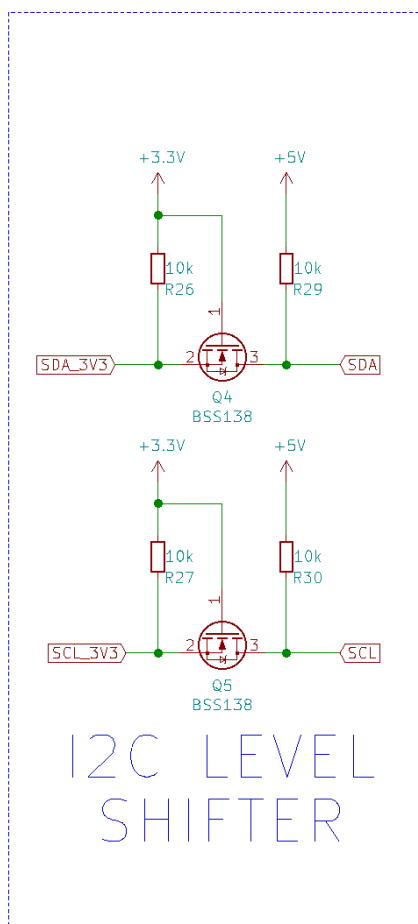 +3.3V +5V
10k 10k
R26 R29
1
SDA_3V3 2 3 SDA
Q4
BSS138
+3.3V +5V
10k 10k
R27 R30
1
SCL_3V3 2 3 SCL
Q5
BSS138
I2C LEVEL
SHIFTER